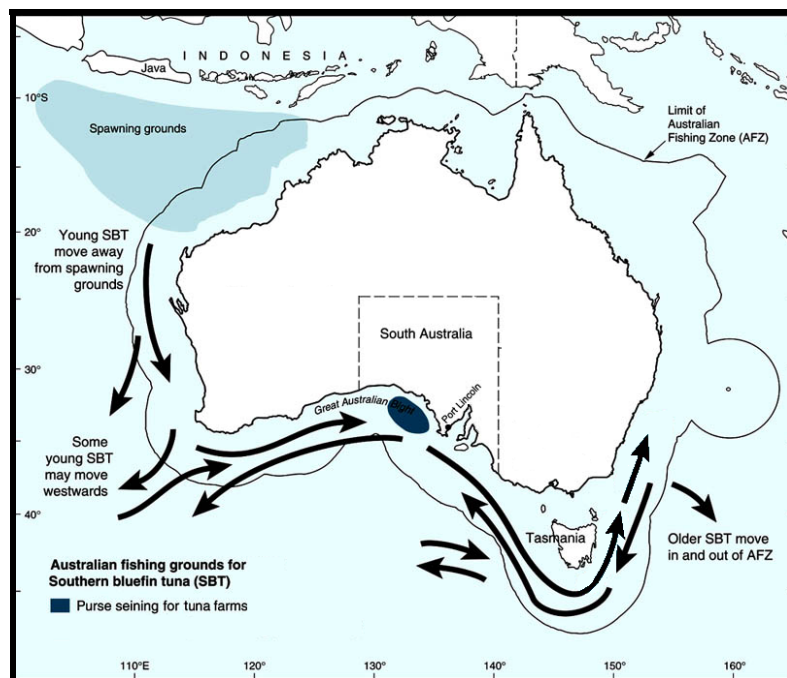 I N D O N E S I A
Java
10°S
Spawning grounds
Limit of
Australian
Fishing Zone (AFZ)
20°
Young SBT
move away
from spawning
grounds
South Australia
30°
Great Australian Bight
Port Lincoln
Some
young SBT
may move
westwards
40°
Tasmania
Older SBT move
in and out of AFZ
Australian fishing grounds for
Southern bluefin tuna (SBT)
Purse seining for tuna farms
110°E
120°
130°
140°
150°
160°